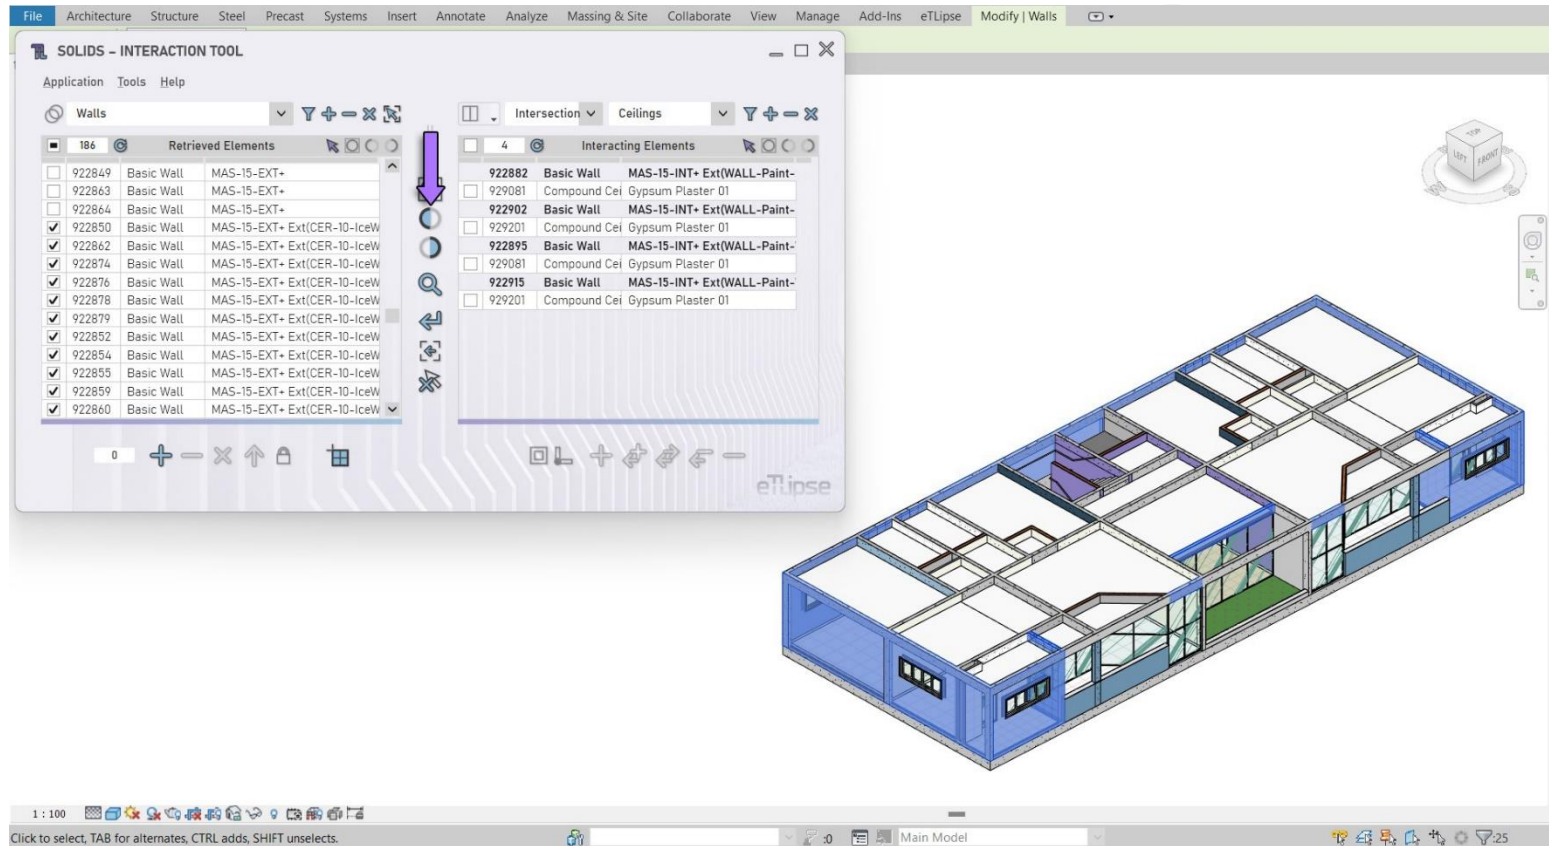 File Architecture Structure Steel Precast Systems Insert Annotate Analyze Massing & Site Collaborate View Manage Add-Ins eTLipse Modify | Walls
SOLIDS – INTERACTION TOOL
Application Tools Help
Walls
Intersection Ceilings
186 Retrieved Elements
4 Interacting Elements
922849 Basic Wall MAS-15-EXT+
922863 Basic Wall MAS-15-EXT+
922864 Basic Wall MAS-15-EXT+
922850 Basic Wall MAS-15-EXT+ Ext(CER-10-IceW
922862 Basic Wall MAS-15-EXT+ Ext(CER-10-IceW
922874 Basic Wall MAS-15-EXT+ Ext(CER-10-IceW
922876 Basic Wall MAS-15-EXT+ Ext(CER-10-IceW
922878 Basic Wall MAS-15-EXT+ Ext(CER-10-IceW
922879 Basic Wall MAS-15-EXT+ Ext(CER-10-IceW
922852 Basic Wall MAS-15-EXT+ Ext(CER-10-IceW
922854 Basic Wall MAS-15-EXT+ Ext(CER-10-IceW
922855 Basic Wall MAS-15-EXT+ Ext(CER-10-IceW
922859 Basic Wall MAS-15-EXT+ Ext(CER-10-IceW
922860 Basic Wall MAS-15-EXT+ Ext(CER-10-IceW
922882 Basic Wall MAS-15-INT+ Ext(WALL-Paint-
929081 Compound Cei Gypsum Plaster 01
922902 Basic Wall MAS-15-INT+ Ext(WALL-Paint-
929201 Compound Cei Gypsum Plaster 01
922895 Basic Wall MAS-15-INT+ Ext(WALL-Paint-
929081 Compound Cei Gypsum Plaster 01
922915 Basic Wall MAS-15-INT+ Ext(WALL-Paint-
929201 Compound Cei Gypsum Plaster 01
0
eTLipse
TOP
LEFT FRONT
1 : 100
Click to select, TAB for alternates, CTRL adds, SHIFT unselects.
:0 Main Model :25